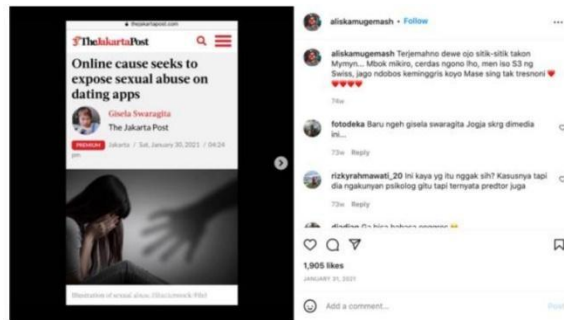 thejakartapost.com
TheJakartaPost
Online cause seeks to
expose sexual abuse on
dating apps
Gisela Swaragita
The Jakarta Post
PREMIUM Jakarta / Sat, January 30, 2021 / 04:24
pm
Illustration of sexual abuse. (Shutterstock/File)
aliskamugemash • Follow
aliskamugemash Terjemahno dewe ojo sitik-sitik takon
Mymyn... Mbok mikiro, cerdas ngono lho, men iso S3 ng
Swiss, jago ndobos keminggris koyo Mase sing tak tresnoni ❤
❤❤❤❤
74w
fotodeka Baru ngeh gisela swaragita Jogja skrg dimedia
ini...
73w Reply
rizkyrahmawati_20 Ini kaya yg itu nggak sih? Kasusnya tapi
dia ngakunyan psikolog gitu tapi ternyata predtor juga
73w Reply
1,905 likes
JANUARY 31, 2021
Add a comment...
Post